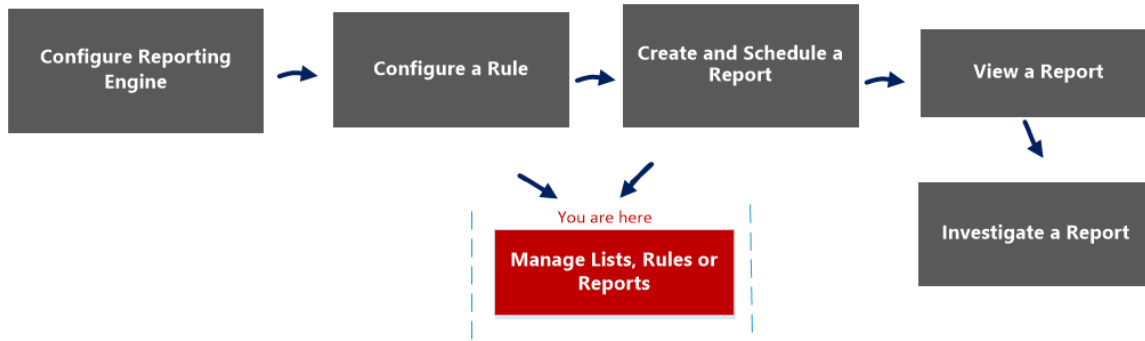 Configure Reporting
Engine
Configure a Rule
Create and Schedule a
Report
View a Report
You are here
Manage Lists, Rules or
Reports
Investigate a Report